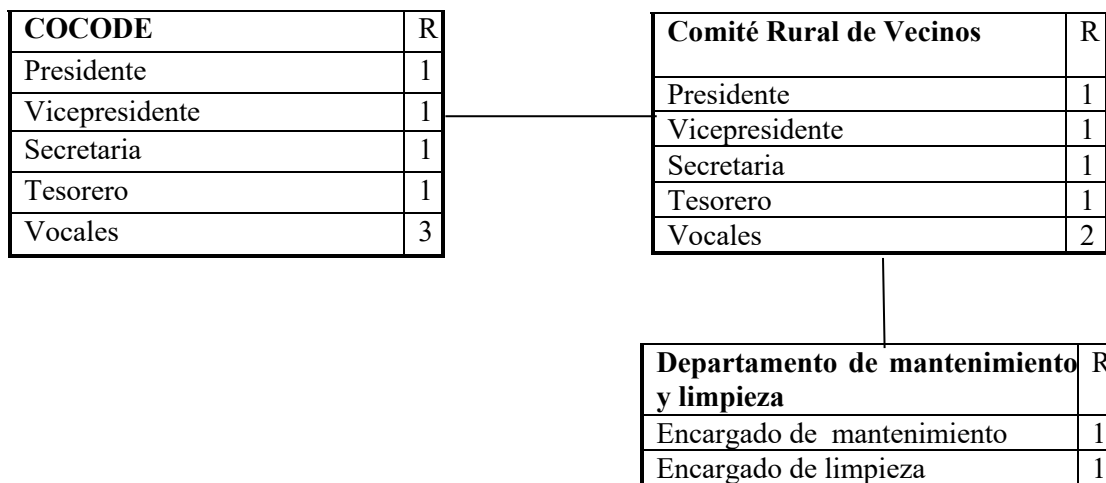 COCODE R
Presidente 1
Vicepresidente 1
Secretaria 1
Tesorero 1
Vocales 3
Comité Rural de Vecinos R
Presidente 1
Vicepresidente 1
Secretaria 1
Tesorero 1
Vocales 2
Departamento de mantenimiento R
y limpieza
Encargado de mantenimiento 1
Encargado de limpieza 1